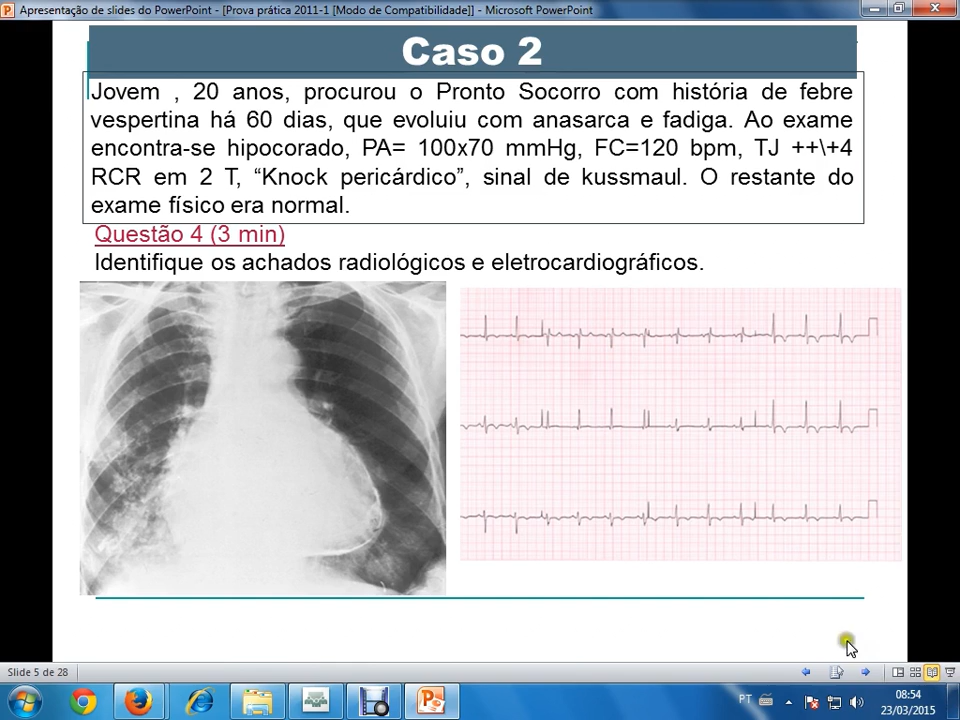 Apresentação de slides do PowerPoint - [Prova prática 2011-1 [Modo de Compatibilidade]] - Microsoft PowerPoint
Caso 2
Jovem , 20 anos, procurou o Pronto Socorro com história de febre
vespertina há 60 dias, que evoluiu com anasarca e fadiga. Ao exame
encontra-se hipocorado, PA= 100x70 mmHg, FC=120 bpm, TJ ++\+4
RCR em 2 T, “Knock pericárdico”, sinal de kussmaul. O restante do
exame físico era normal.
Questão 4 (3 min)
Identifique os achados radiológicos e eletrocardiográficos.
Slide 5 de 28
PT
08:54
23/03/2015